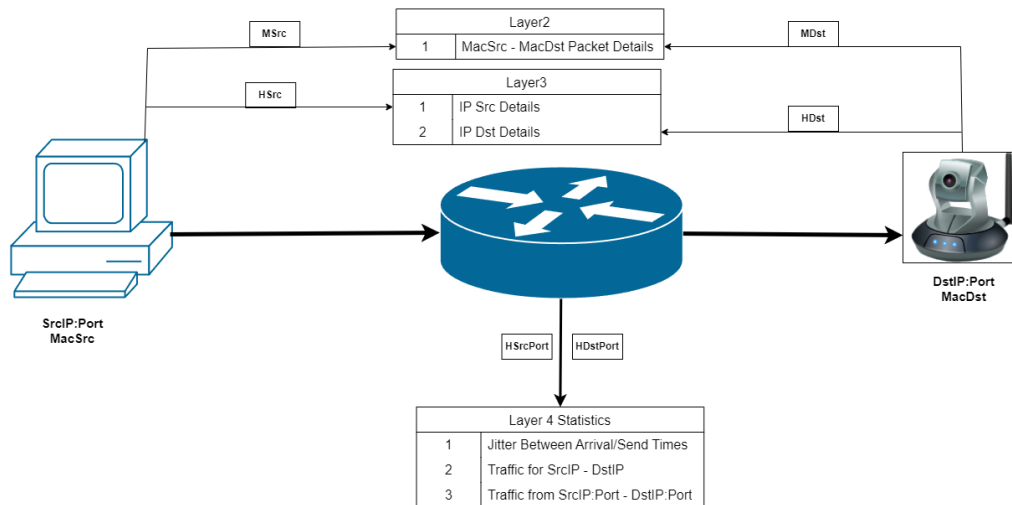 Layer2
MSrc
MDst
1 MacSrc - MacDst Packet Details
Layer3
HSrc
1 IP Src Details
HDst
2 IP Dst Details
SrcIP:Port
MacSrc
DstIP:Port
MacDst
HSrcPort HDstPort
Layer 4 Statistics
1 Jitter Between Arrival/Send Times
2 Traffic for SrcIP - DstIP
3 Traffic from SrcIP:Port - DstIP:Port